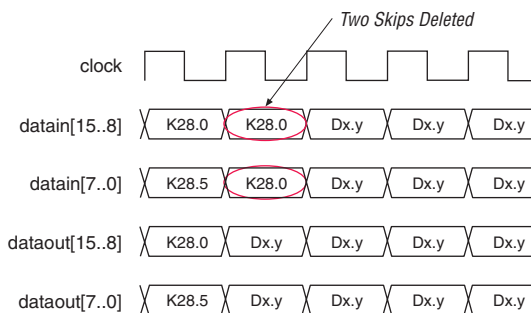 Two Skips Deleted
clock
datain[15..8] K28.0 K28.0 Dx.y Dx.y Dx.y
datain[7..0] K28.5 K28.0 Dx.y Dx.y Dx.y
dataout[15..8] K28.0 Dx.y Dx.y Dx.y Dx.y
dataout[7..0] K28.5 Dx.y Dx.y Dx.y Dx.y